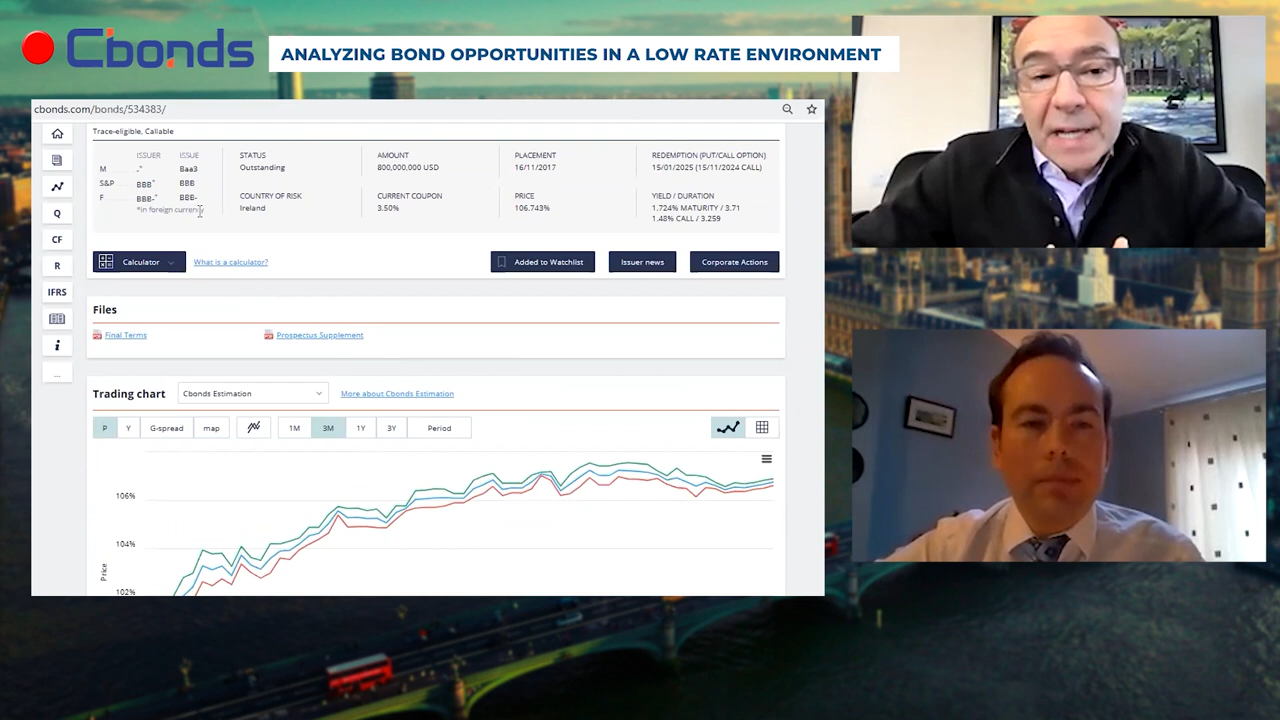 Cbonds
ANALYZING BOND OPPORTUNITIES IN A LOW RATE ENVIRONMENT
cbonds.com/bonds/534383/
Trace-eligible, Callable
ISSUER ISSUE
M -* Baa3
S&P BBB* BBB
F BBB-* BBB-
*in foreign currency
STATUS
Outstanding
COUNTRY OF RISK
Ireland
AMOUNT
800,000,000 USD
CURRENT COUPON
3.50%
PLACEMENT
16/11/2017
PRICE
106.743%
REDEMPTION (PUT/CALL OPTION)
15/01/2025 (15/11/2024 CALL)
YIELD / DURATION
1.724% MATURITY / 3.71
1.48% CALL / 3.259
Q
CF
R
IFRS
i
...
Calculator
What is a calculator?
Added to Watchlist
Issuer news
Corporate Actions
Files
Final Terms
Prospectus Supplement
Trading chart
Cbonds Estimation
More about Cbonds Estimation
P Y G-spread map 1M 3M 1Y 3Y Period
106%
104%
102%
Price